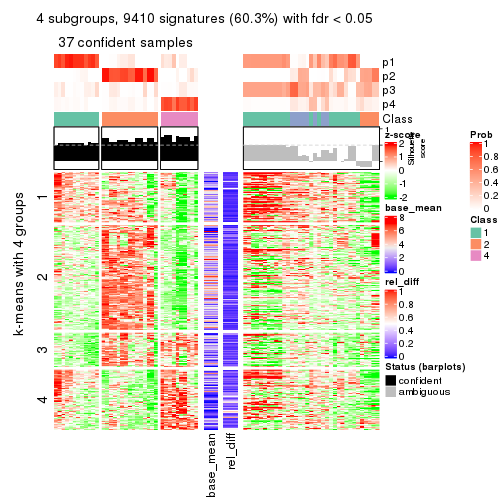 4 subgroups, 9410 signatures (60.3%) with fdr < 0.05
37 confident samples
p1
p2
p3
p4
Class
1
Silhouette
score
k-means with 4 groups
1
2
3
4
base_mean
rel_diff
z-score
2
1
0
-1
-2
base_mean
8
6
4
2
0
rel_diff
1
0.8
0.6
0.4
0.2
0
Status (barplots)
confident
ambiguous
Prob
1
0.8
0.6
0.4
0.2
0
Class
1
2
4